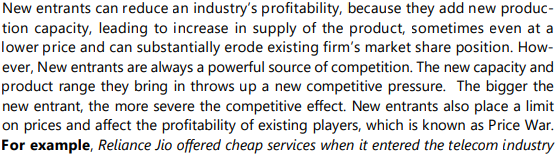 New entrants can reduce an industry’s profitability, because they add new produc-
tion capacity, leading to increase in supply of the product, sometimes even at a
lower price and can substantially erode existing firm’s market share position. How-
ever, New entrants are always a powerful source of competition. The new capacity and
product range they bring in throws up a new competitive pressure. The bigger the
new entrant, the more severe the competitive effect. New entrants also place a limit
on prices and affect the profitability of existing players, which is known as Price War.
For example, Reliance Jio offered cheap services when it entered the telecom industry